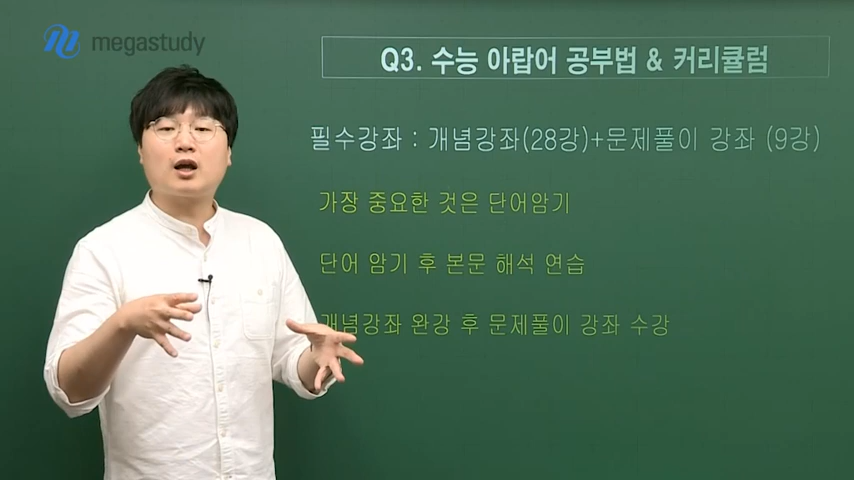 megastudy
Q3. 수능 아랍어 공부법 & 커리큘럼
필수강좌 : 개념강좌(28강)+문제풀이 강좌 (9강)
가장 중요한 것은 단어암기
단어 암기 후 본문 해석 연습
개념강좌 완강 후 문제풀이 강좌 수강